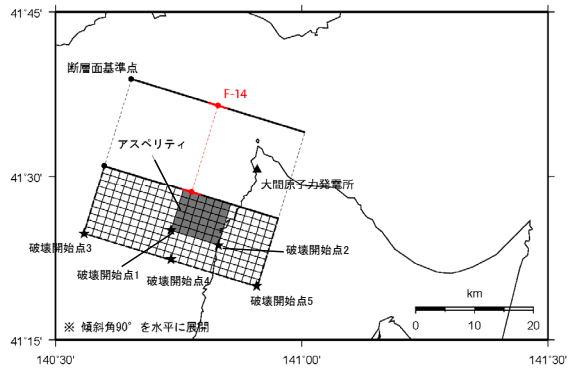 41°45'
断層面基準点
F-14
アスペリティ
41°30'
大間原子力発電所
破壊開始点3
破壊開始点2
破壊開始点1
破壊開始点4
破壊開始点5
km
0 10 20
※ 傾斜角90°を水平に展開
41°15'
140°30' 141°00' 141°30'